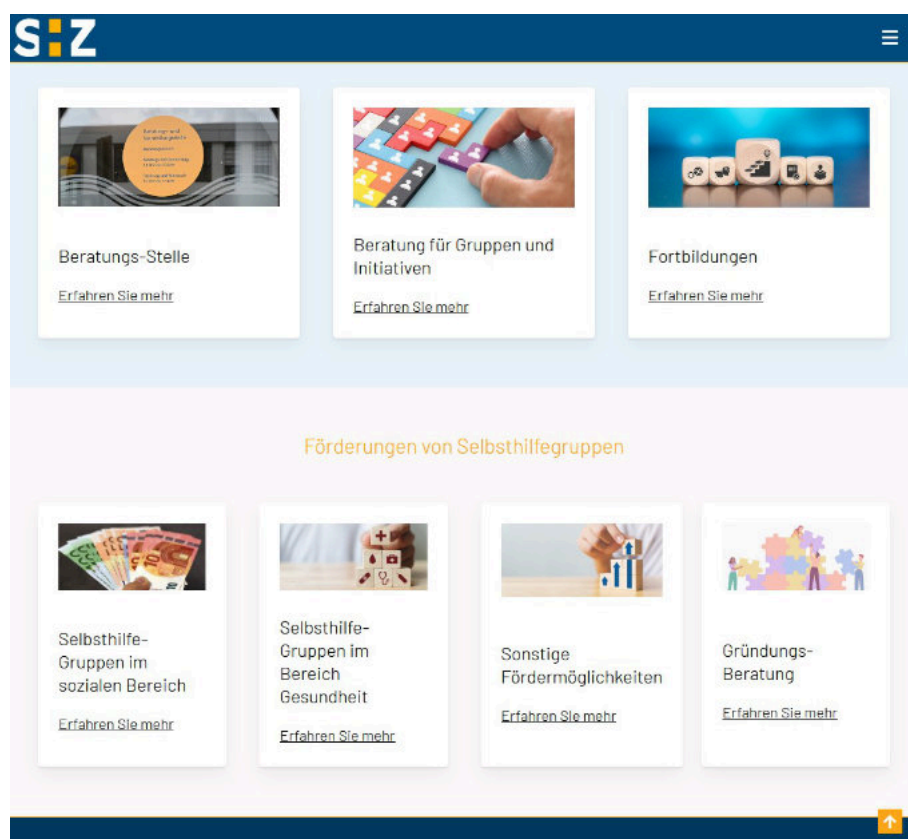 S:Z
Beratungs-Stelle
Erfahren Sie mehr
Beratung für Gruppen und
Initiativen
Erfahren Sie mehr
Fortbildungen
Erfahren Sie mehr
Förderungen von Selbsthilfegruppen
Selbsthilfe-
Gruppen im
sozialen Bereich
Erfahren Sie mehr
Selbsthilfe-
Gruppen im
Bereich
Gesundheit
Erfahren Sie mehr
Sonstige
Fördermöglichkeiten
Erfahren Sie mehr
Gründungs-
Beratung
Erfahren Sie mehr